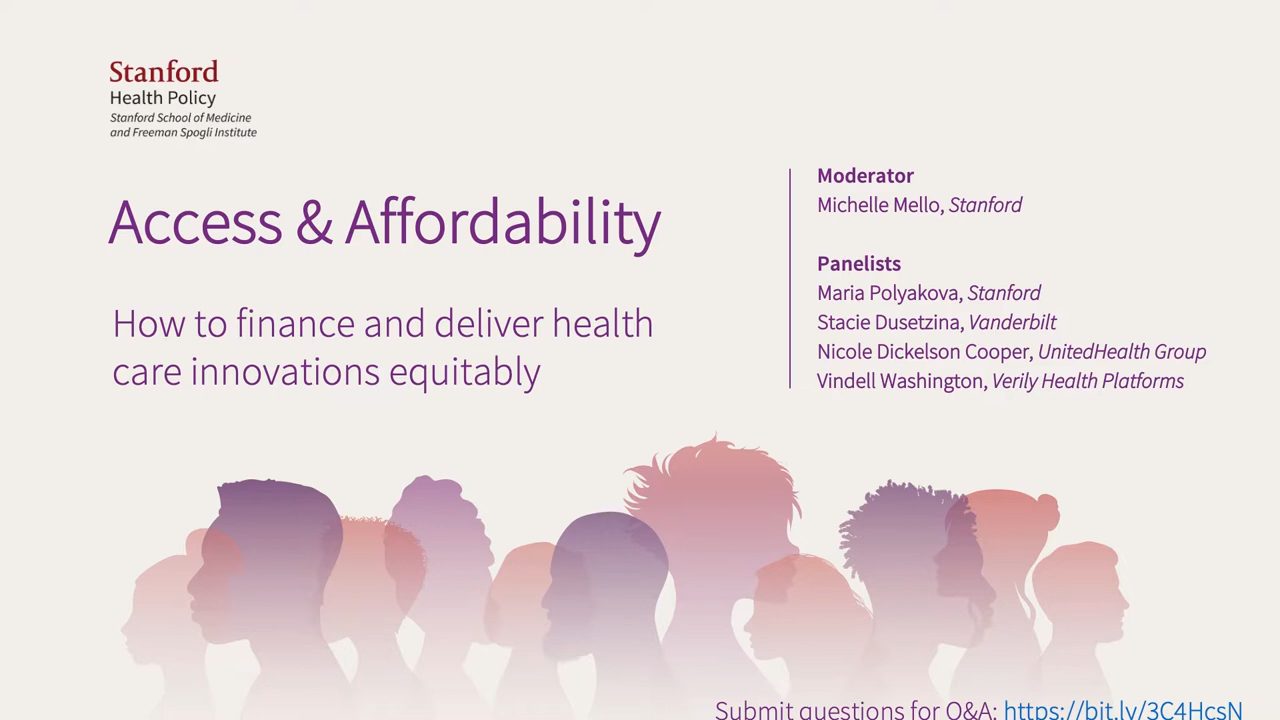 Stanford
Health Policy
Stanford School of Medicine
and Freeman Spogli Institute
Access & Affordability
How to finance and deliver health
care innovations equitably
Moderator
Michelle Mello, Stanford
Panelists
Maria Polyakova, Stanford
Stacie Dusetzina, Vanderbilt
Nicole Dickelson Cooper, UnitedHealth Group
Vindell Washington, Verily Health Platforms
Submit questions for Q&A: https://bit.ly/3C4HcsN